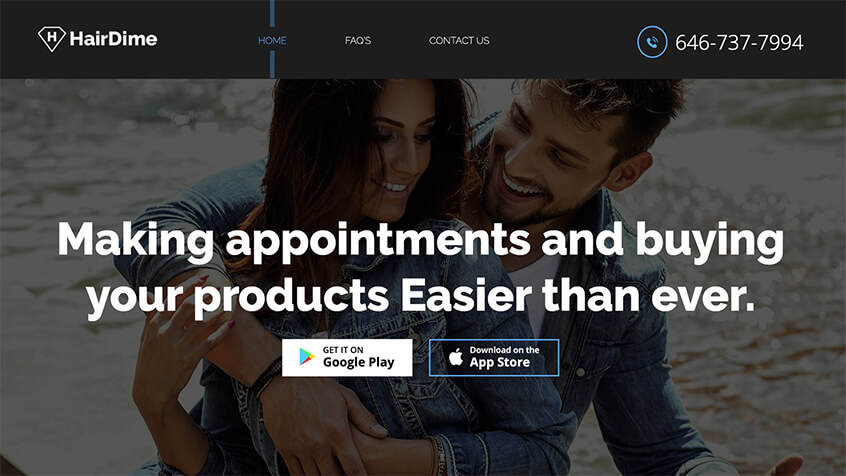 H HairDime
HOME
FAQ'S
CONTACT US
646-737-7994
Making appointments and buying
your products Easier than ever.
GET IT ON
Google Play
Download on the
App Store